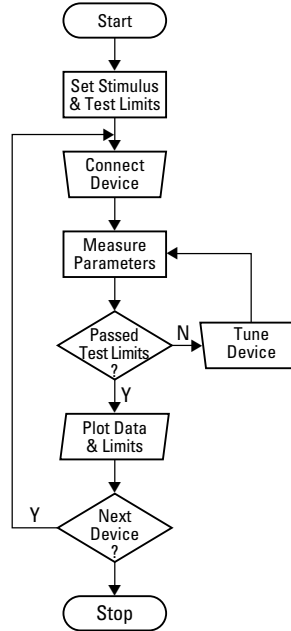 Start
Set Stimulus
& Test Limits
Connect
Device
Measure
Parameters
Passed
Test Limits
?
N
Tune
Device
Y
Plot Data
& Limits
Y
Next
Device
?
Stop